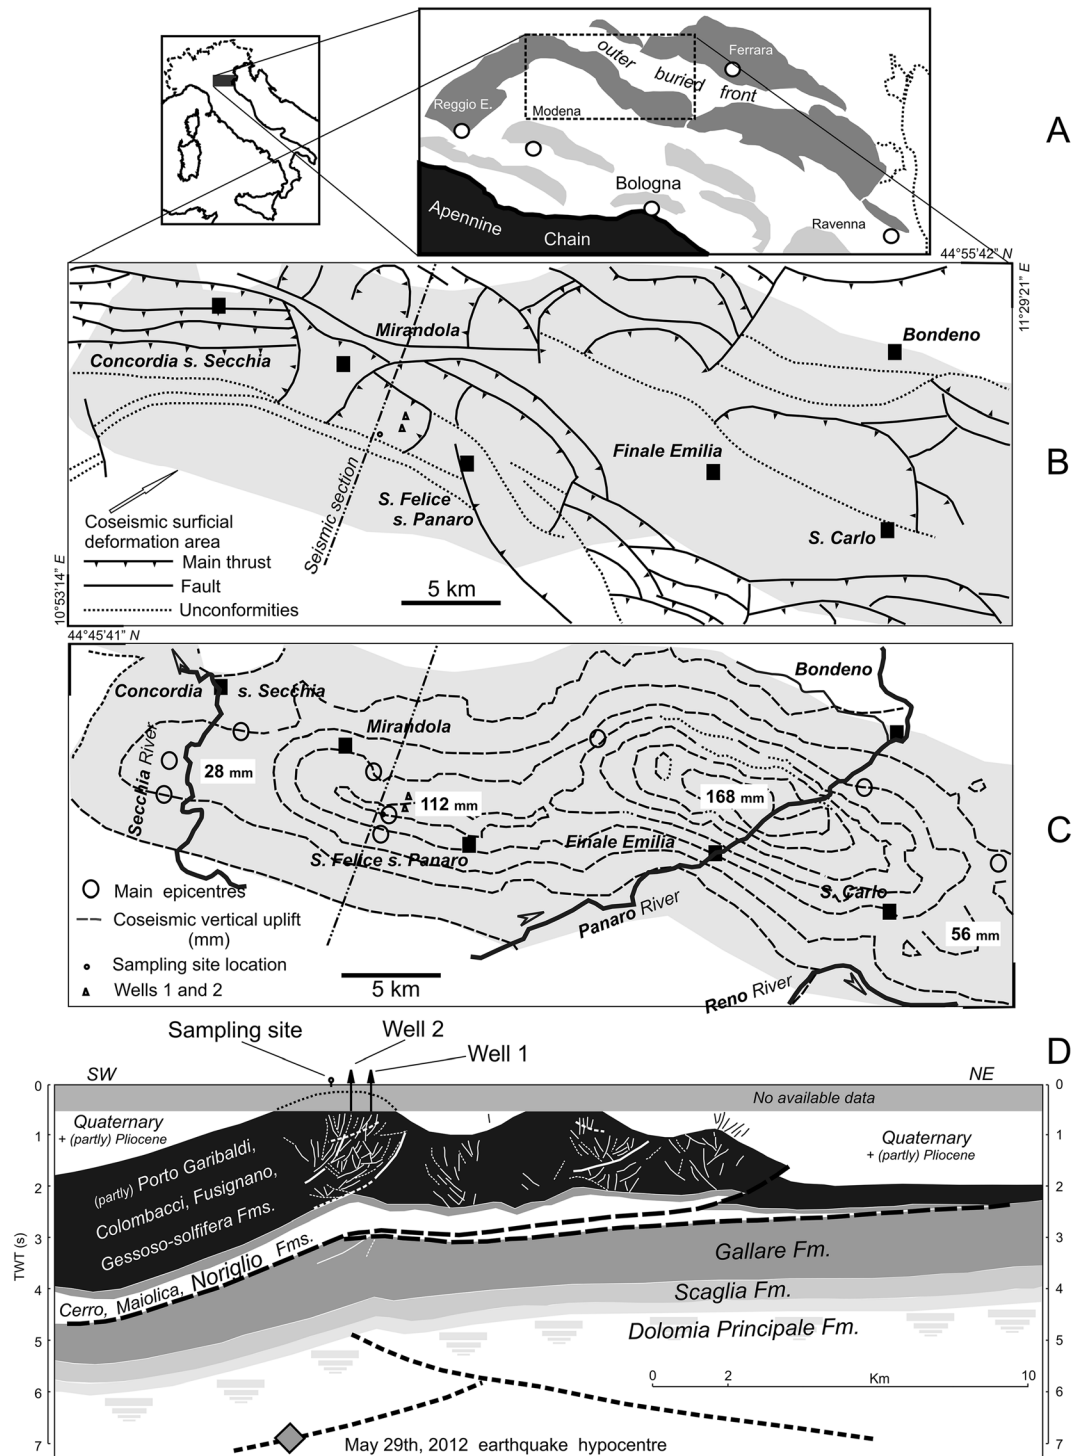 A
outer
buried
front
Ferrara
Reggio E.
Modena
Bologna
Apennine
Chain
Ravenna
44°55'42" N
11°29'21" E
B
Mirandola
Concordia s. Secchia
Bondeno
Finale Emilia
S. Felice
s. Panaro
S. Carlo
Seismic section
Coseismic surficial
deformation area
Main thrust
Fault
Unconformities
5 km
10°53'14" E
44°45'41" N
C
Concordia s. Secchia
Mirandola
Bondeno
Secchia River
28 mm
112 mm
168 mm
S. Felice s. Panaro
Finale Emilia
S. Carlo
56 mm
Panaro River
Reno River
Main epicentres
Coseismic vertical uplift
(mm)
Sampling site location
Wells 1 and 2
5 km
D
Sampling site
Well 2
Well 1
SW
NE
0
1
2
3
4
5
6
7
TWT (s)
0
1
2
3
4
5
6
7
No available data
Quaternary
+ (partly) Pliocene
Quaternary
+ (partly) Pliocene
(partly) Porto Garibaldi,
Colombacci, Fusignano,
Gessoso-solfifera Fms.
Cerro, Maiolica, Noriglio Fms.
Gallare Fm.
Scaglia Fm.
Dolomia Principale Fm.
0 2 Km 10
May 29th, 2012 earthquake hypocentre